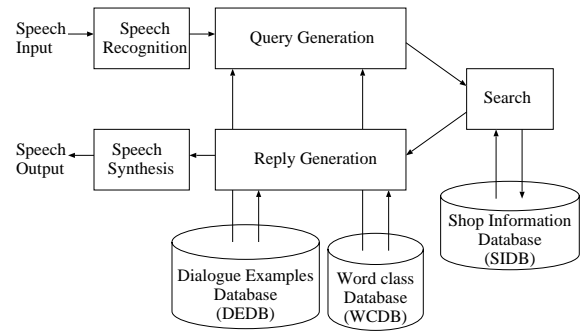 Speech
Input
Speech
Recognition
Query Generation
Search
Speech
Output
Speech
Synthesis
Reply Generation
Shop Information
Database
(SIDB)
Dialogue Examples
Database
(DEDB)
Word class
Database
(WCDB)